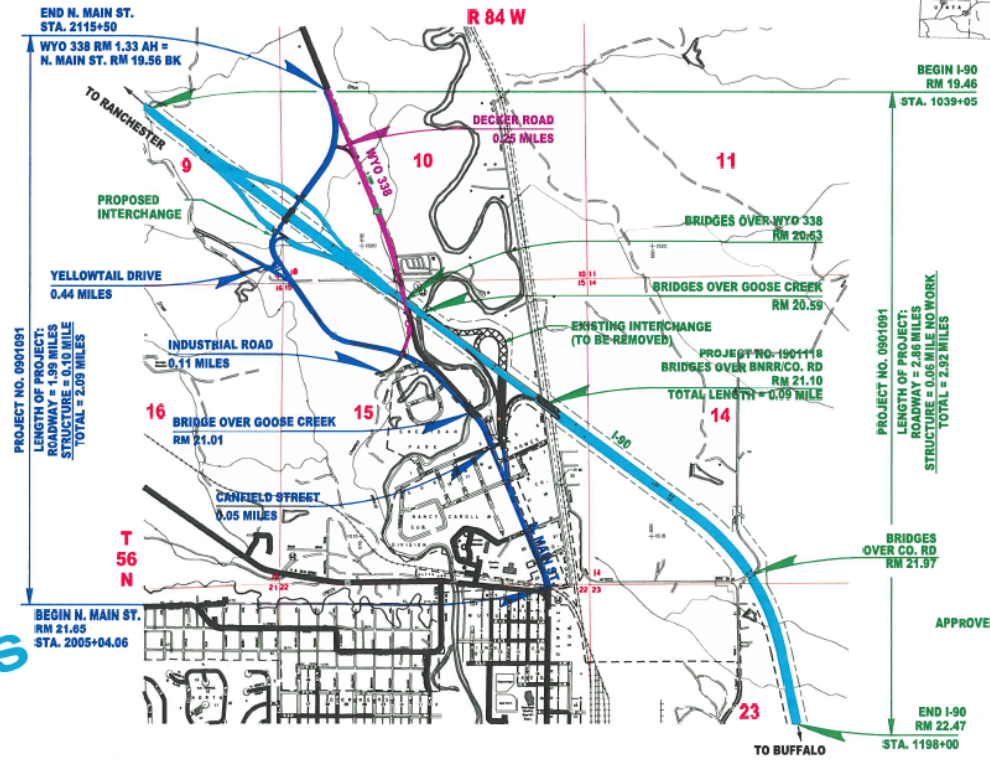 END N. MAIN ST.
STA. 2115+50
WYO 338 RM 1.33 AH =
N. MAIN ST. RM 19.56 BK
R 84 W
UINTA
BEGIN I-90
RM 19.46
STA. 1039+05
TO RANCHESTER
DECKER ROAD
0.25 MILES
WYO 338
9
10
11
PROPOSED
INTERCHANGE
BRIDGES OVER WYO 338
RM 20.53
YELLOWTAIL DRIVE
0.44 MILES
BRIDGES OVER GOOSE CREEK
RM 20.59
EXISTING INTERCHANGE
(TO BE REMOVED)
INDUSTRIAL ROAD
0.11 MILES
PROJECT NO. I901118
BRIDGES OVER BNRR/CO. RD
RM 21.10
TOTAL LENGTH = 0.09 MILE
PROJECT NO. 0901091
LENGTH OF PROJECT:
ROADWAY = 1.99 MILES
STRUCTURE = 0.10 MILE
TOTAL = 2.09 MILES
PROJECT NO. 0901091
LENGTH OF PROJECT:
ROADWAY = 2.86 MILES
STRUCTURE = 0.06 MILE NO WORK
TOTAL = 2.92 MILES
16
15
14
BRIDGE OVER GOOSE CREEK
RM 21.01
I-90
CANFIELD STREET
0.05 MILES
NANCY CARROLL
SUB.
DIVISION
N. MAIN ST.
T
56
N
BRIDGES
OVER CO. RD
RM 21.97
BEGIN N. MAIN ST.
RM 21.65
STA. 2005+04.06
S
APPROVE
23
END I-90
RM 22.47
STA. 1198+00
TO BUFFALO